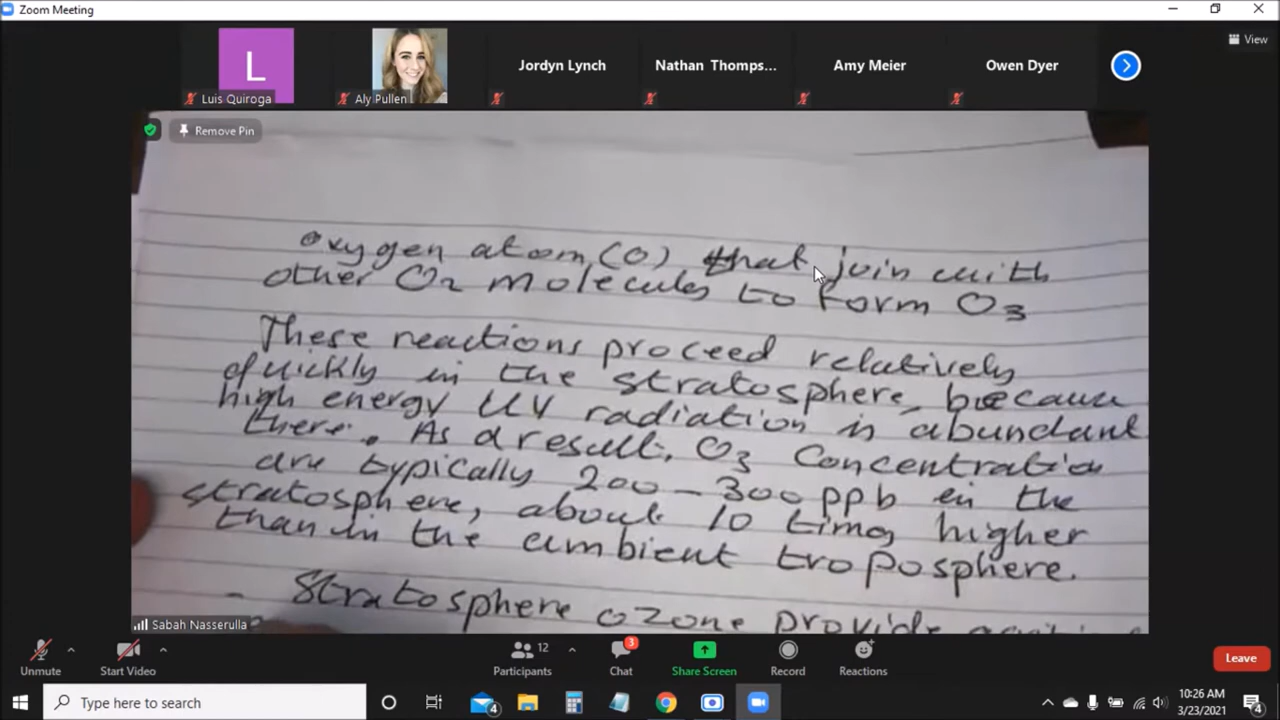 Zoom Meeting
View
L
Luis Quiroga
Aly Pullen
Jordyn Lynch
Nathan Thomps...
Amy Meier
Owen Dyer
Remove Pin
Oxygen atom (O) that join with
other O2 molecules to form O3
These reactions proceed relatively
quickly in the stratosphere, because
high energy UV radiation is abundant
there. As a result, O3 Concentration
are typically 200 - 300 ppb in the
stratosphere, about 10 times higher
than in the ambient troposphere.
- Stratosphere ozone provide
Sabah Nasserulla
Unmute
Start Video
12
Participants
3
Chat
Share Screen
Record
Reactions
Leave
Type here to search
4
10:26 AM
3/23/2021
4